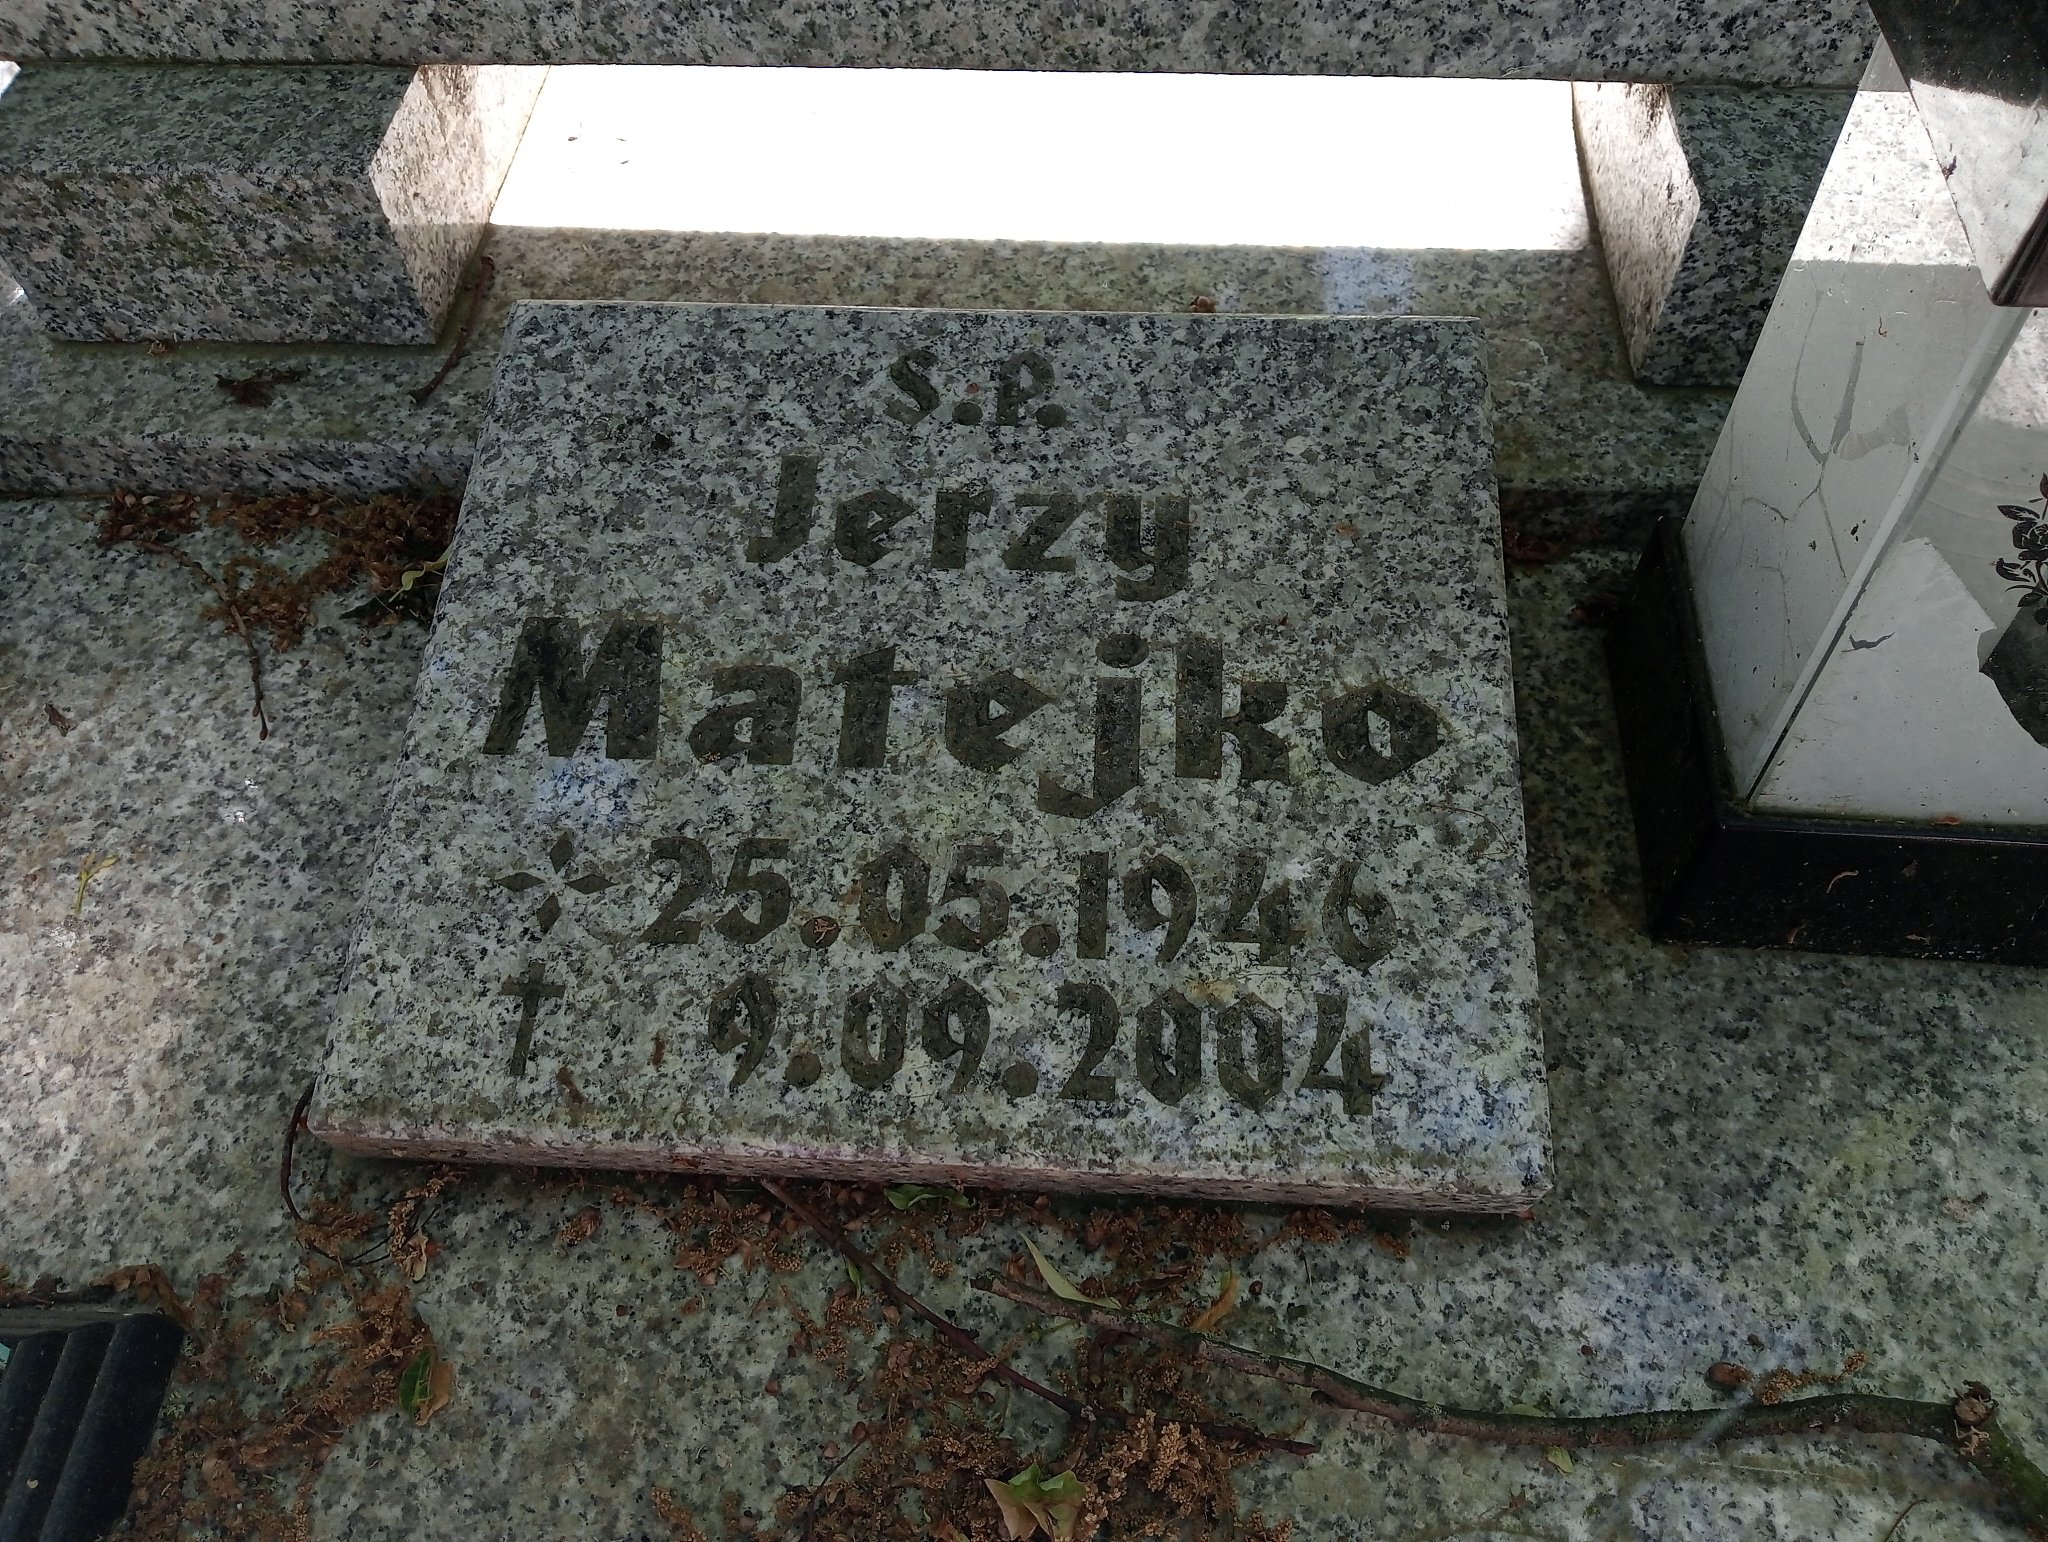 Ś.P.
Jerzy
Matejko
25.05.1946
† 9.09.2004